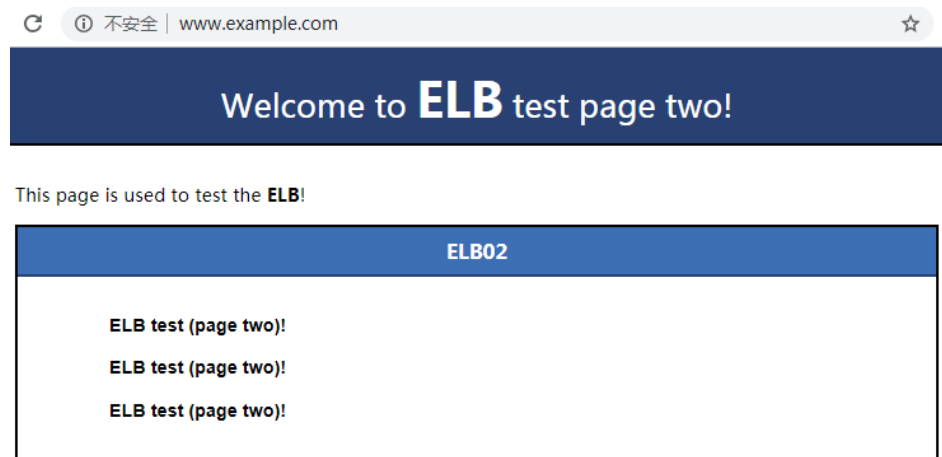 不安全 | www.example.com
Welcome to ELB test page two!
This page is used to test the ELB!
ELB02
ELB test (page two)!
ELB test (page two)!
ELB test (page two)!